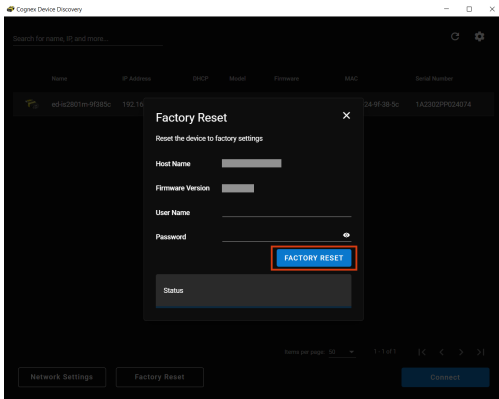 Cognex Device Discovery
Search for name, IP, and more...
Name IP Address DHCP Model Firmware MAC Serial Number
ed-is2801m-9f385c 192.16 24-9f-38-5c 1A2302PP024074
Factory Reset
Reset the device to factory settings
Host Name
Firmware Version
User Name
Password
FACTORY RESET
Status
Items per page: 50 1 - 1 of 1
Network Settings Factory Reset Connect